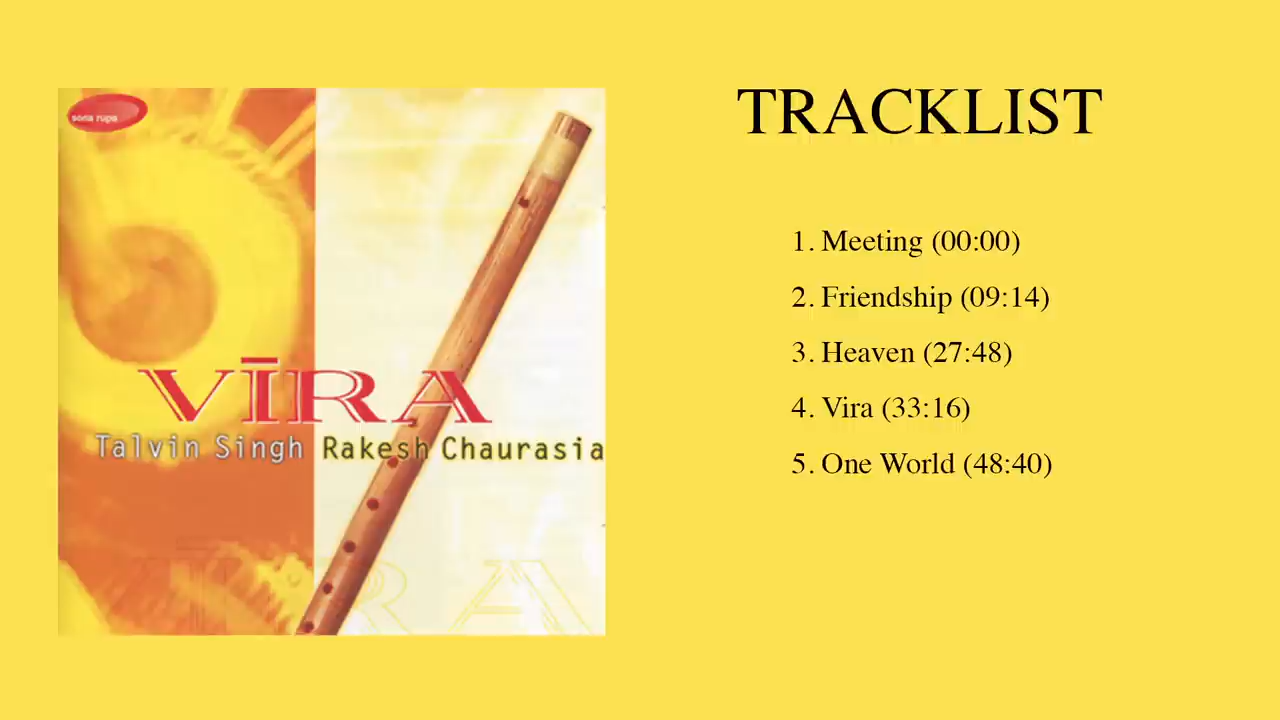 sona rupa
VĪRA
Talvin Singh Rakesh Chaurasia
TRACKLIST
1. Meeting (00:00)
2. Friendship (09:14)
3. Heaven (27:48)
4. Vira (33:16)
5. One World (48:40)